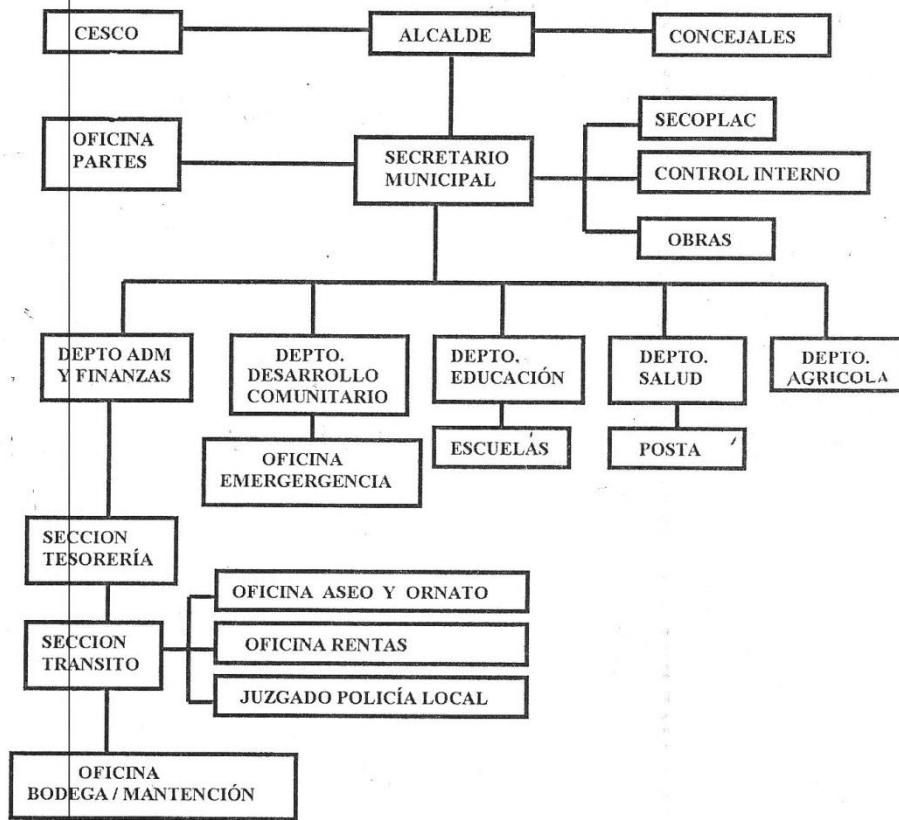 CESCO
ALCALDE
CONCEJALES
OFICINA
PARTES
SECRETARIO
MUNICIPAL
SECOPLAC
CONTROL INTERNO
OBRAS
DEPTO ADM
Y FINANZAS
DEPTO.
DESARROLLO
COMUNITARIO
DEPTO.
EDUCACIÓN
DEPTO.
SALUD
DEPTO.
AGRICOLA
OFICINA
EMERGERGENCIA
ESCUELAS
POSTA
SECCION
TESORERÍA
SECCION
TRANSITO
OFICINA ASEO Y ORNATO
OFICINA RENTAS
JUZGADO POLICÍA LOCAL
OFICINA
BODEGA / MANTENCIÓN